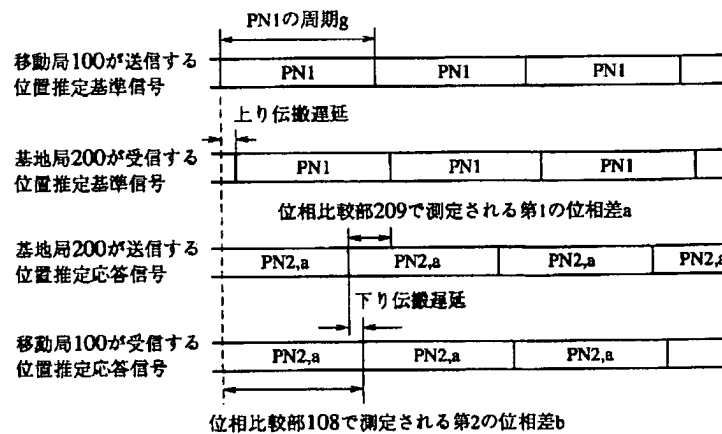 PN1の周期g
移動局100が送信する
位置推定基準信号
PN1
PN1
PN1
上り伝搬遅延
基地局200が受信する
位置推定基準信号
PN1
PN1
PN1
位相比較部209で測定される第1の位相差a
基地局200が送信する
位置推定応答信号
PN2,a
PN2,a
PN2,a
PN2,a
下り伝搬遅延
移動局100が受信する
位置推定応答信号
PN2,a
PN2,a
PN2,a
位相比較部108で測定される第2の位相差b